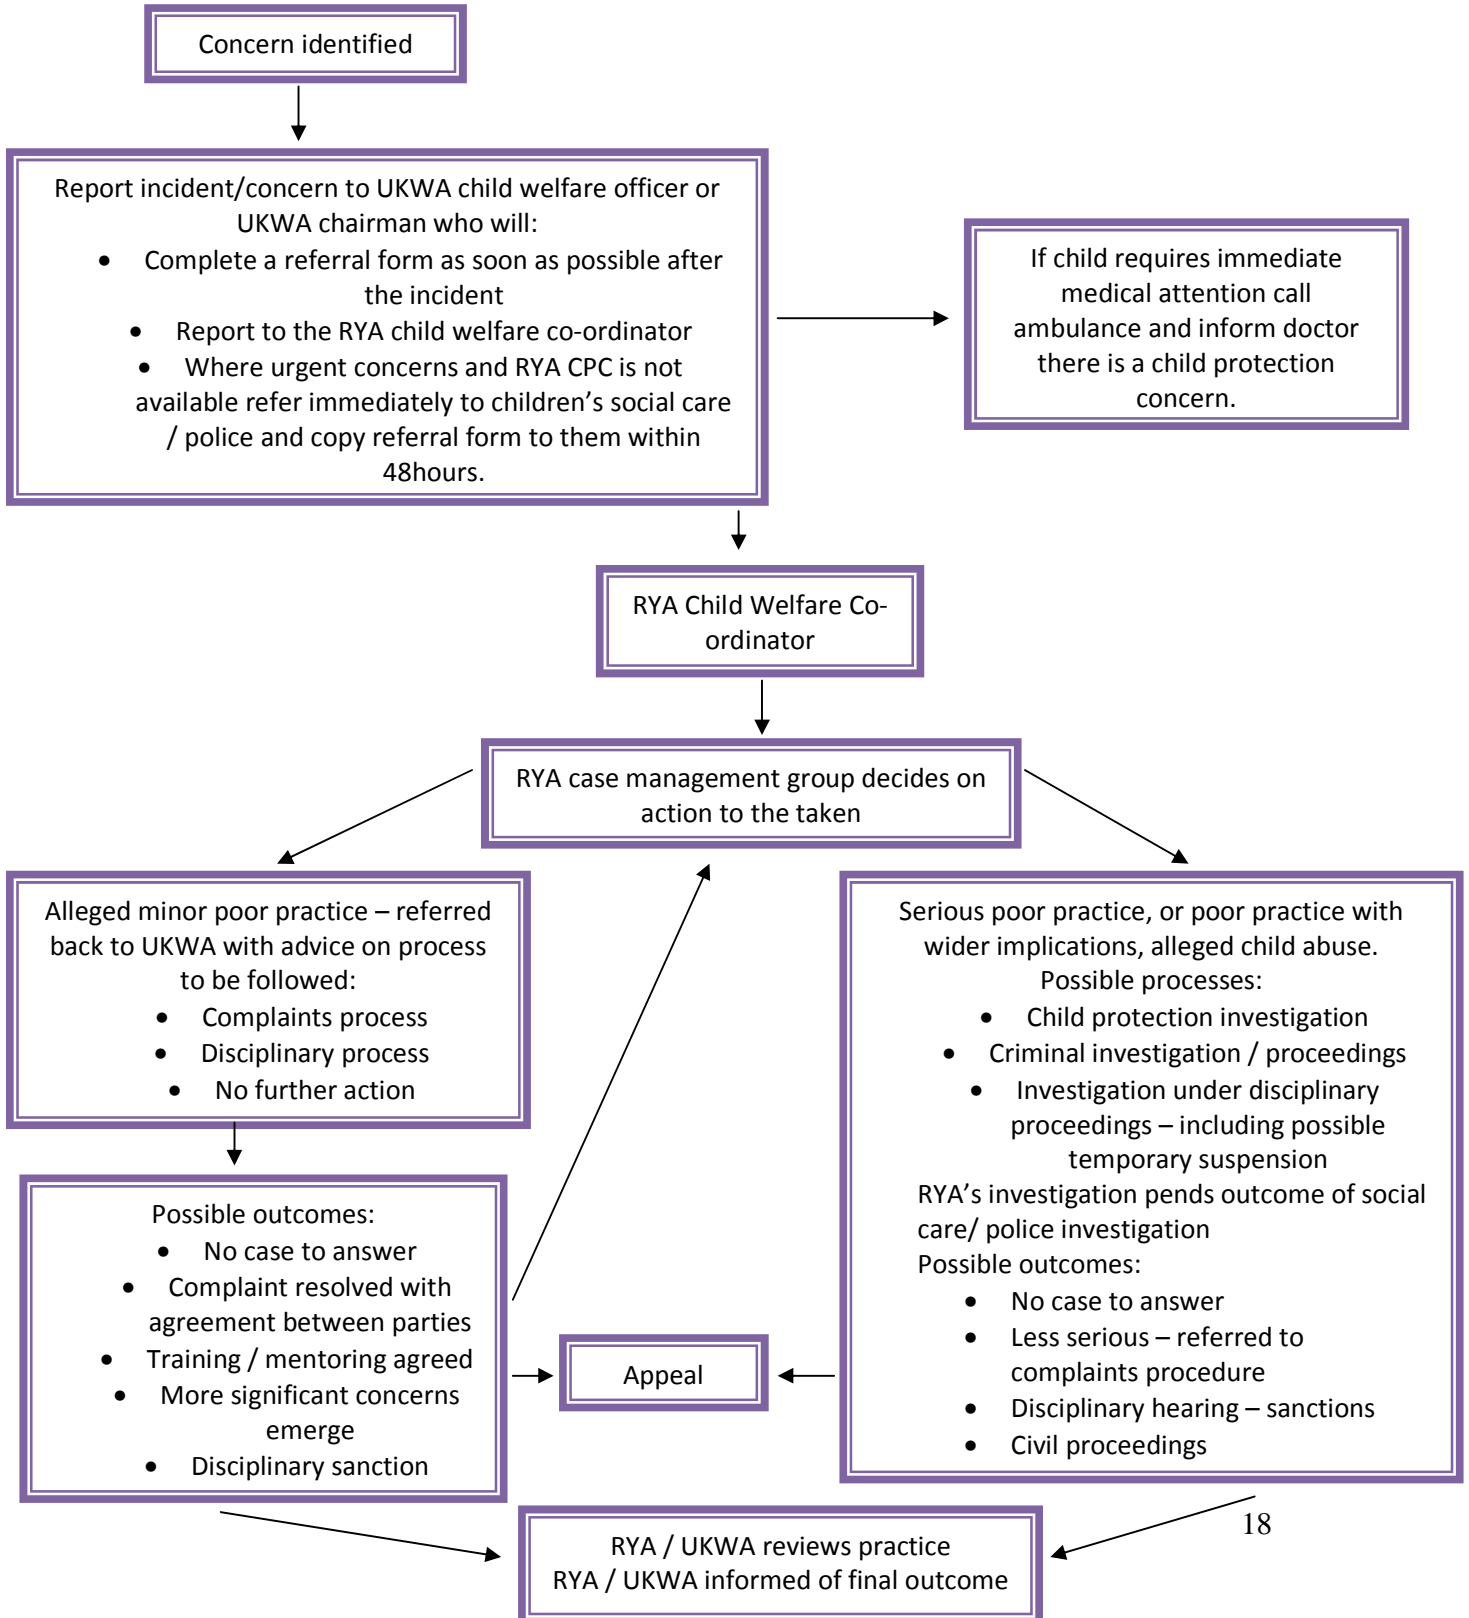 Concern identified
Report incident/concern to UKWA child welfare officer or
UKWA chairman who will:
• Complete a referral form as soon as possible after
the incident
• Report to the RYA child welfare co-ordinator
• Where urgent concerns and RYA CPC is not
available refer immediately to children’s social care
/ police and copy referral form to them within
48hours.
If child requires immediate
medical attention call
ambulance and inform doctor
there is a child protection
concern.
RYA Child Welfare Co-
ordinator
RYA case management group decides on
action to the taken
Alleged minor poor practice – referred
back to UKWA with advice on process
to be followed:
• Complaints process
• Disciplinary process
• No further action
Serious poor practice, or poor practice with
wider implications, alleged child abuse.
Possible processes:
• Child protection investigation
• Criminal investigation / proceedings
• Investigation under disciplinary
proceedings – including possible
temporary suspension
RYA’s investigation pends outcome of social
care/ police investigation
Possible outcomes:
• No case to answer
• Less serious – referred to
complaints procedure
• Disciplinary hearing – sanctions
• Civil proceedings
Possible outcomes:
• No case to answer
• Complaint resolved with
agreement between parties
• Training / mentoring agreed
• More significant concerns
emerge
• Disciplinary sanction
Appeal
RYA / UKWA reviews practice
RYA / UKWA informed of final outcome
18